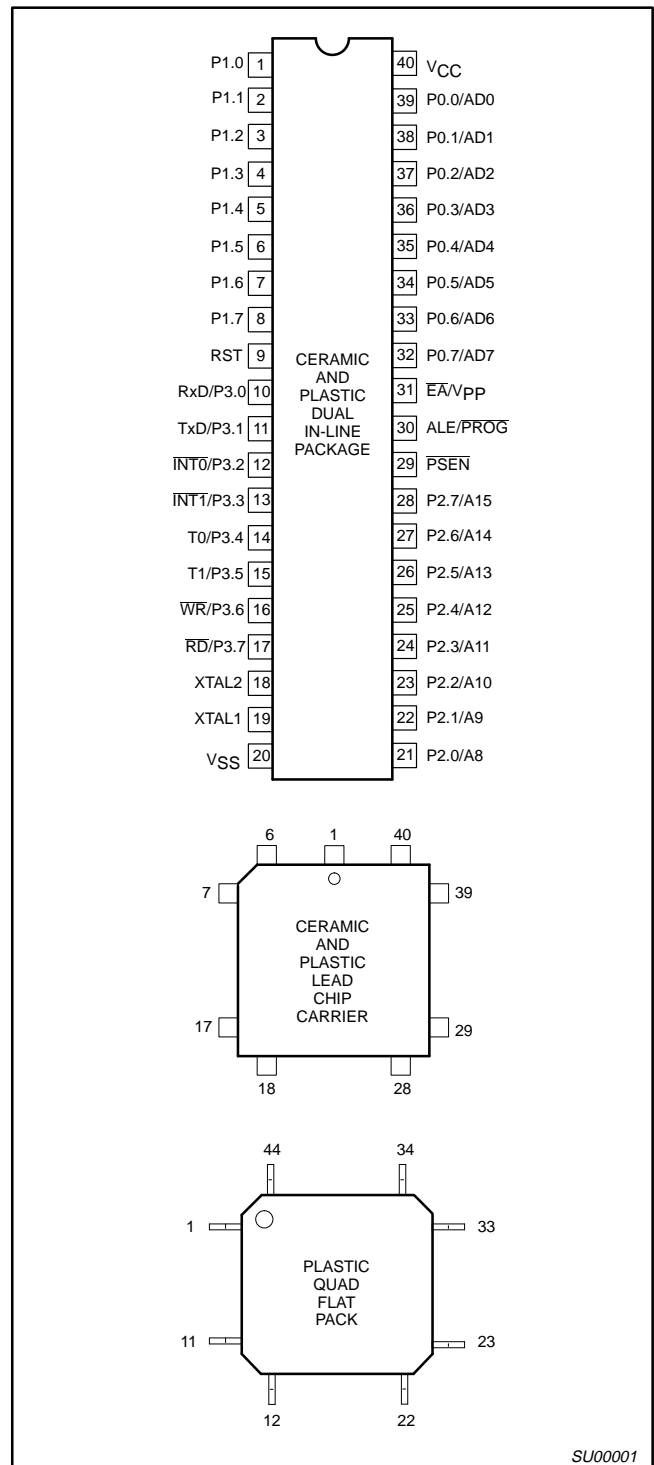 P1.0 1 40 VCC
P1.1 2 39 P0.0/AD0
P1.2 3 38 P0.1/AD1
P1.3 4 37 P0.2/AD2
P1.4 5 36 P0.3/AD3
P1.5 6 35 P0.4/AD4
P1.6 7 34 P0.5/AD5
P1.7 8 33 P0.6/AD6
RST 9 32 P0.7/AD7
RxD/P3.0 10 31 E̅A̅/VPP
TxD/P3.1 11 30 ALE/P̅R̅O̅G̅
I̅N̅T̅0̅/P3.2 12 29 P̅S̅E̅N̅
I̅N̅T̅1̅/P3.3 13 28 P2.7/A15
T0/P3.4 14 27 P2.6/A14
T1/P3.5 15 26 P2.5/A13
W̅R̅/P3.6 16 25 P2.4/A12
R̅D̅/P3.7 17 24 P2.3/A11
XTAL2 18 23 P2.2/A10
XTAL1 19 22 P2.1/A9
VSS 20 21 P2.0/A8
CERAMIC
AND
PLASTIC
DUAL
IN-LINE
PACKAGE
6 1 40
7 39
CERAMIC
AND
PLASTIC
LEAD
CHIP
CARRIER
17 29
18 28
44 34
1 33
PLASTIC
QUAD
FLAT
PACK
11 23
12 22
SU00001